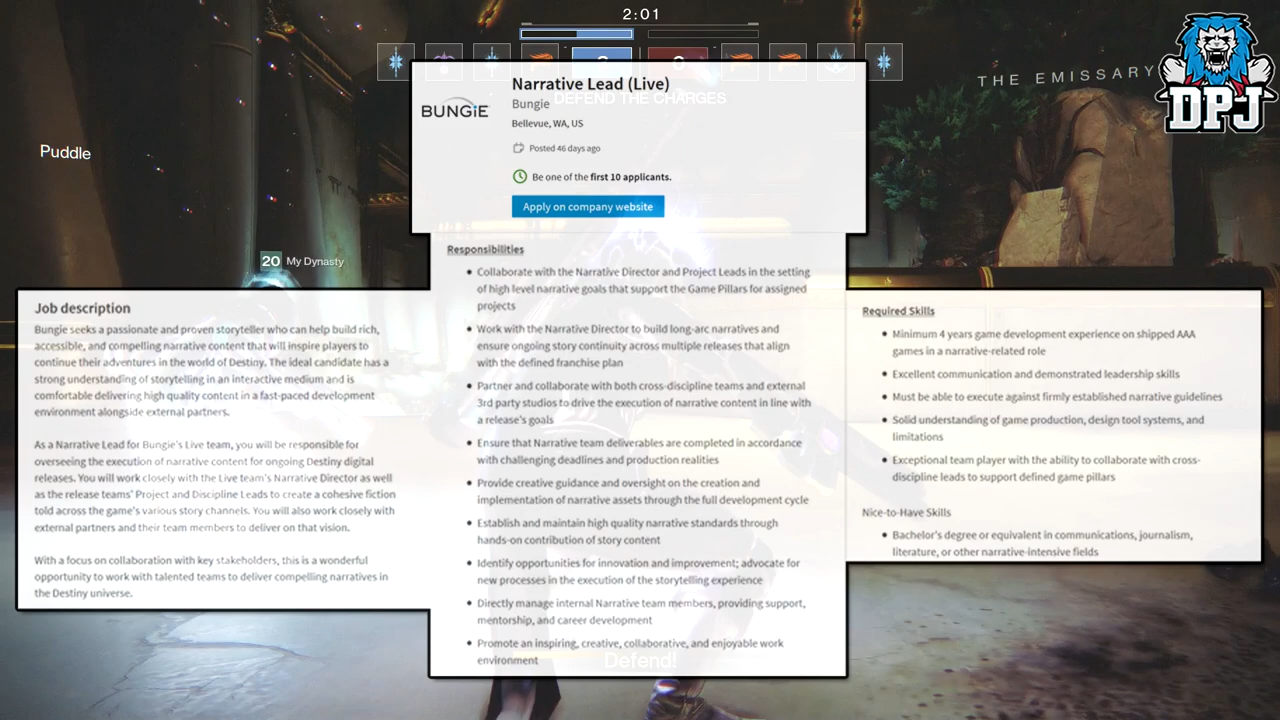 2:01
THE EMISSARY
DPJ
Puddle
20 My Dynasty
DEFEND THE CHARGES
BUNGiE
Narrative Lead (Live)
Bungie
Bellevue, WA, US
Posted 46 days ago
Be one of the first 10 applicants.
Apply on company website
Job description
Bungie seeks a passionate and proven storyteller who can help build rich,
accessible, and compelling narrative content that will inspire players to
continue their adventures in the world of Destiny. The ideal candidate has a
strong understanding of storytelling in an interactive medium and is
comfortable delivering high quality content in a fast-paced development
environment alongside external partners.
As a Narrative Lead for Bungie's Live team, you will be responsible for
overseeing the execution of narrative content for ongoing Destiny digital
releases. You will work closely with the Live team's Narrative Director as well
as the release teams' Project and Discipline Leads to create a cohesive fiction
told across the game's various story channels. You will also work closely with
external partners and their team members to deliver on that vision.
With a focus on collaboration with key stakeholders, this is a wonderful
opportunity to work with talented teams to deliver compelling narratives in
the Destiny universe.
Responsibilities
• Collaborate with the Narrative Director and Project Leads in the setting
of high level narrative goals that support the Game Pillars for assigned
projects
• Work with the Narrative Director to build long-arc narratives and
ensure ongoing story continuity across multiple releases that align
with the defined franchise plan
• Partner and collaborate with both cross-discipline teams and external
3rd party studios to drive the execution of narrative content in line with
a release's goals
• Ensure that Narrative team deliverables are completed in accordance
with challenging deadlines and production realities
• Provide creative guidance and oversight on the creation and
implementation of narrative assets through the full development cycle
• Establish and maintain high quality narrative standards through
hands-on contribution of story content
• Identify opportunities for innovation and improvement; advocate for
new processes in the execution of the storytelling experience
• Directly manage internal Narrative team members, providing support,
mentorship, and career development
• Promote an inspiring, creative, collaborative, and enjoyable work
environment
Defend!
Required Skills
• Minimum 4 years game development experience on shipped AAA
games in a narrative-related role
• Excellent communication and demonstrated leadership skills
• Must be able to execute against firmly established narrative guidelines
• Solid understanding of game production, design tool systems, and
limitations
• Exceptional team player with the ability to collaborate with cross-
discipline leads to support defined game pillars
Nice-to-Have Skills
• Bachelor's degree or equivalent in communications, journalism,
literature, or other narrative-intensive fields